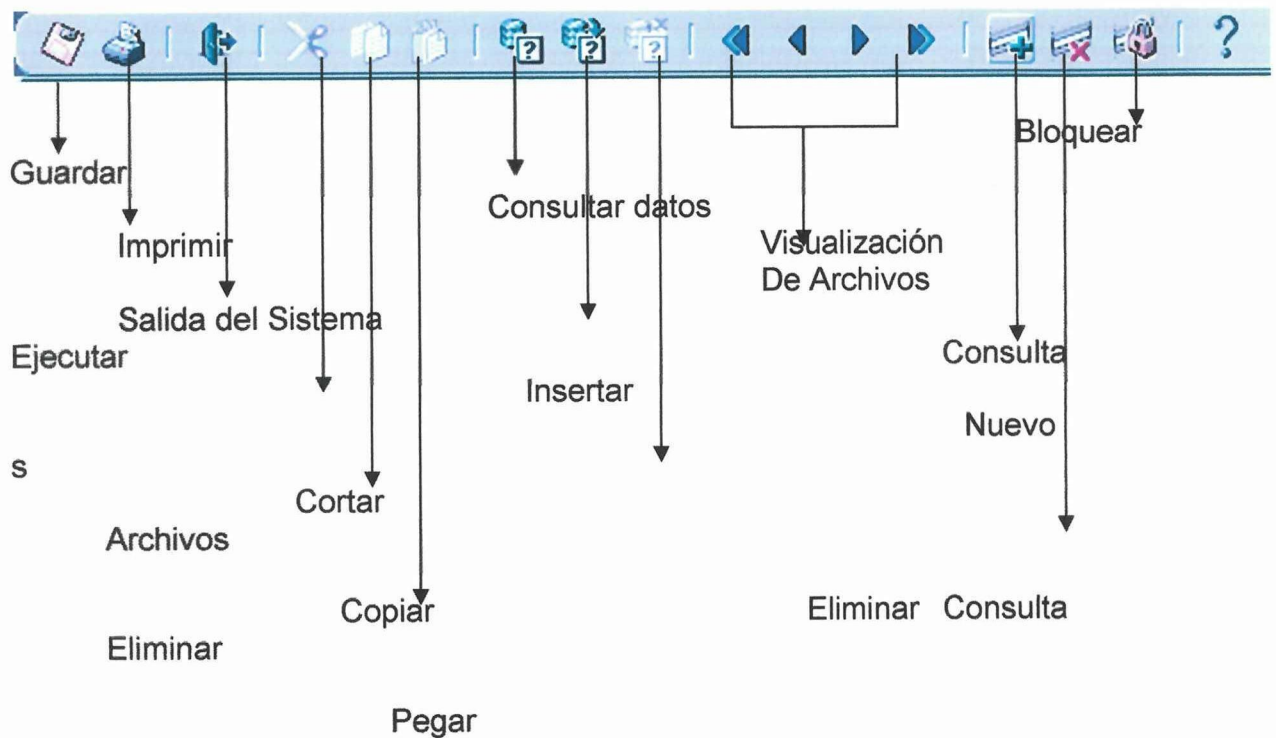 ?
? ? ?
Bloquear
Guardar
Consultar datos
Imprimir
Visualización
De Archivos
Salida del Sistema
Ejecutar
Consulta
Insertar
Nuevo
s
Cortar
Archivos
Copiar
Eliminar Consulta
Eliminar
Pegar